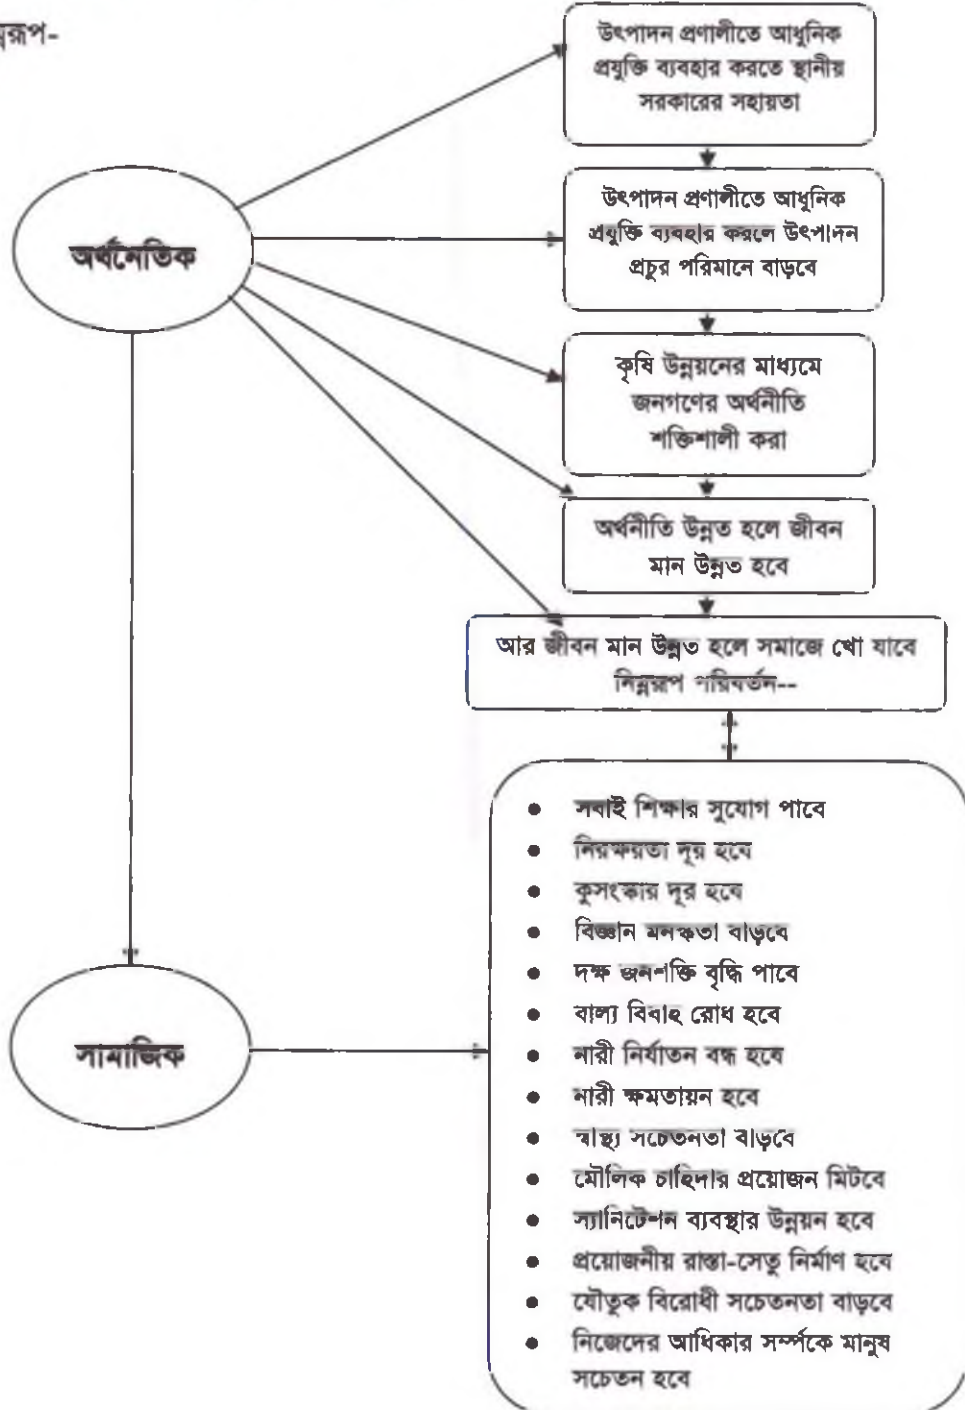 ন্নরূপ-
উৎপাদন প্রণালীতে আধুনিক
প্রযুক্তি ব্যবহার করতে স্থানীয়
সরকারের সহায়তা
উৎপাদন প্রণালীতে আধুনিক
প্রযুক্তি ব্যবহার করলে উৎপাদন
প্রচুর পরিমানে বাড়বে
অর্থনৈতিক
কৃষি উন্নয়নের মাধ্যমে
জনগণের অর্থনীতি
শক্তিশালী করা
অর্থনীতি উন্নত হলে জীবন
মান উন্নত হবে
আর জীবন মান উন্নত হলে সমাজে খো যাবে
নিম্নরূপ পরিবর্তন--
• সবাই শিক্ষার সুযোগ পাবে
• নিরক্ষরতা দূর হবে
• কুসংস্কার দূর হবে
• বিজ্ঞান মনস্কতা বাড়বে
• দক্ষ জনশক্তি বৃদ্ধি পাবে
• বাল্য বিবাহ রোধ হবে
• নারী নির্যাতন বন্ধ হবে
• নারী ক্ষমতায়ন হবে
• স্বাস্থ্য সচেতনতা বাড়বে
• মৌলিক চাহিদার প্রয়োজন মিটবে
• স্যানিটেশন ব্যবস্থার উন্নয়ন হবে
• প্রয়োজনীয় রাস্তা-সেতু নির্মাণ হবে
• যৌতুক বিরোধী সচেতনতা বাড়বে
• নিজেদের আধিকার সর্ম্পকে মানুষ
সচেতন হবে
সামাজিক